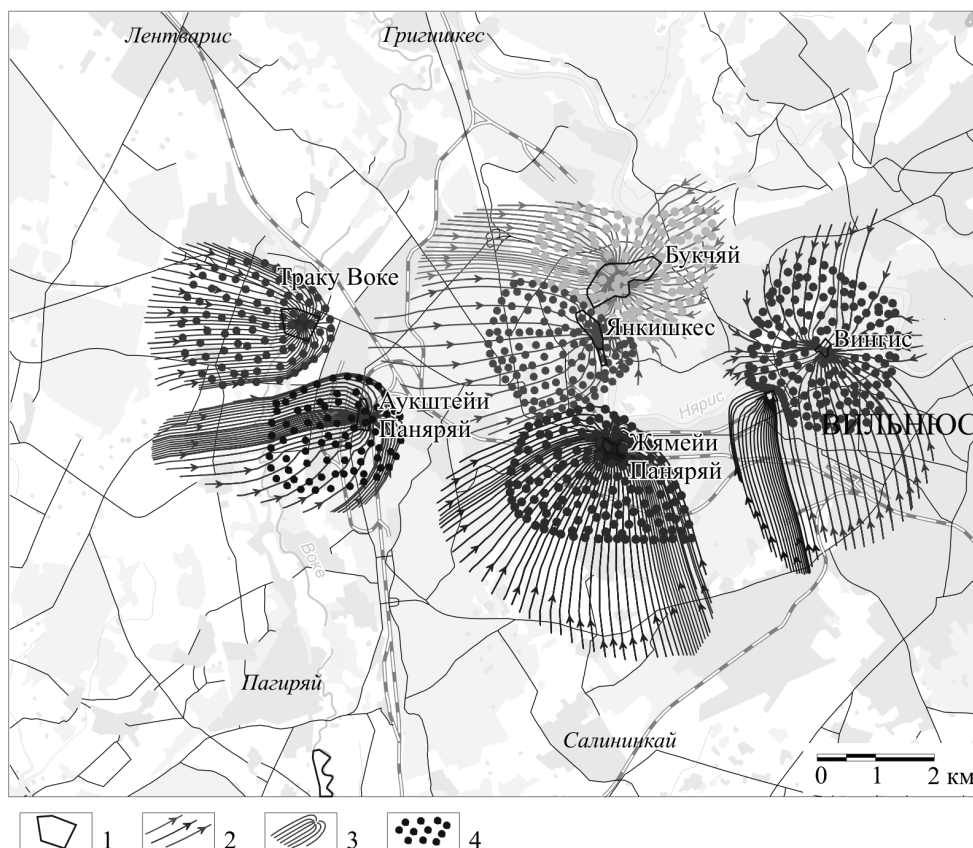 Лентварис
Григишкес
Букчяй
Траку Воке
Янкишкес
Вингис
Аукштейи
Паняряй
Нярис
ВИЛЬНЮС
Жямейи
Паняряй
Воке
Пагиряй
Салининкай
0 1 2 км
1 2 3 4